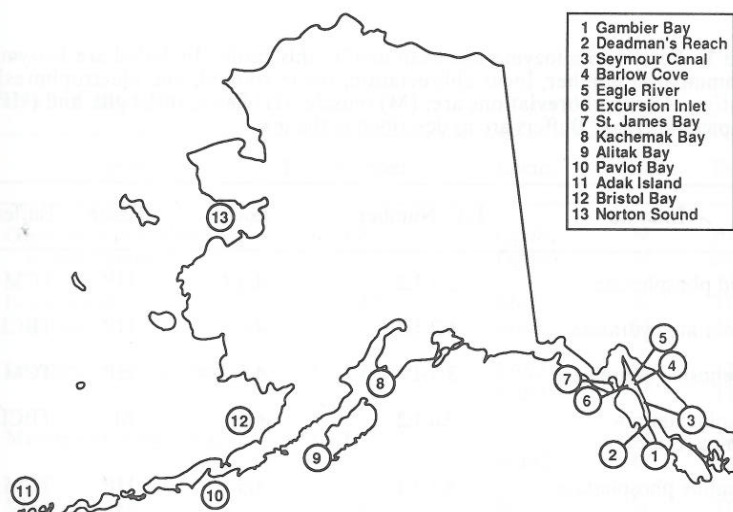 1 Gambier Bay
2 Deadman's Reach
3 Seymour Canal
4 Barlow Cove
5 Eagle River
6 Excursion Inlet
7 St. James Bay
8 Kachemak Bay
9 Alitak Bay
10 Pavlof Bay
11 Adak Island
12 Bristol Bay
13 Norton Sound
13
5
4
7
8
6
3
12
9
2
1
11
10